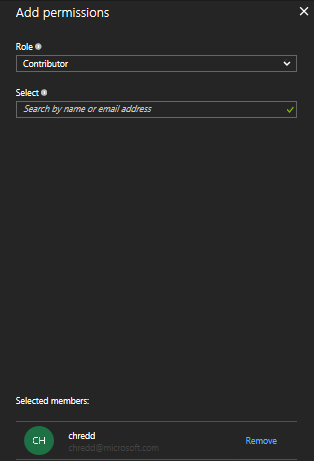 Add permissions
Role
Contributor
Select
Search by name or email address
Selected members:
CH
chredd
chredd@microsoft.com
Remove